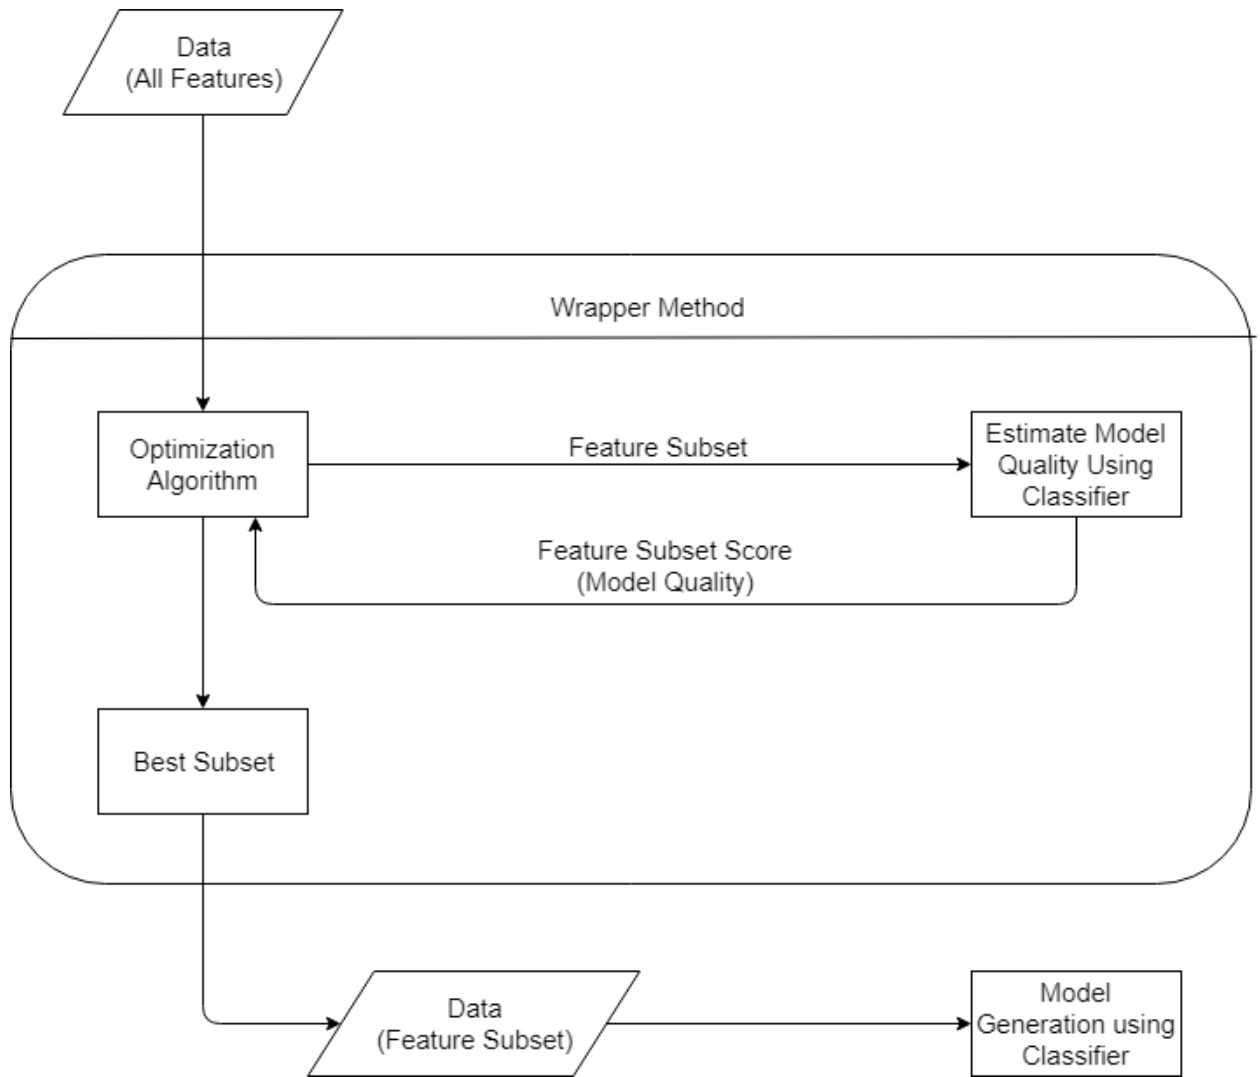 Data
(All Features)
Wrapper Method
Optimization
Algorithm
Feature Subset
Estimate Model
Quality Using
Classifier
Feature Subset Score
(Model Quality)
Best Subset
Data
(Feature Subset)
Model
Generation using
Classifier